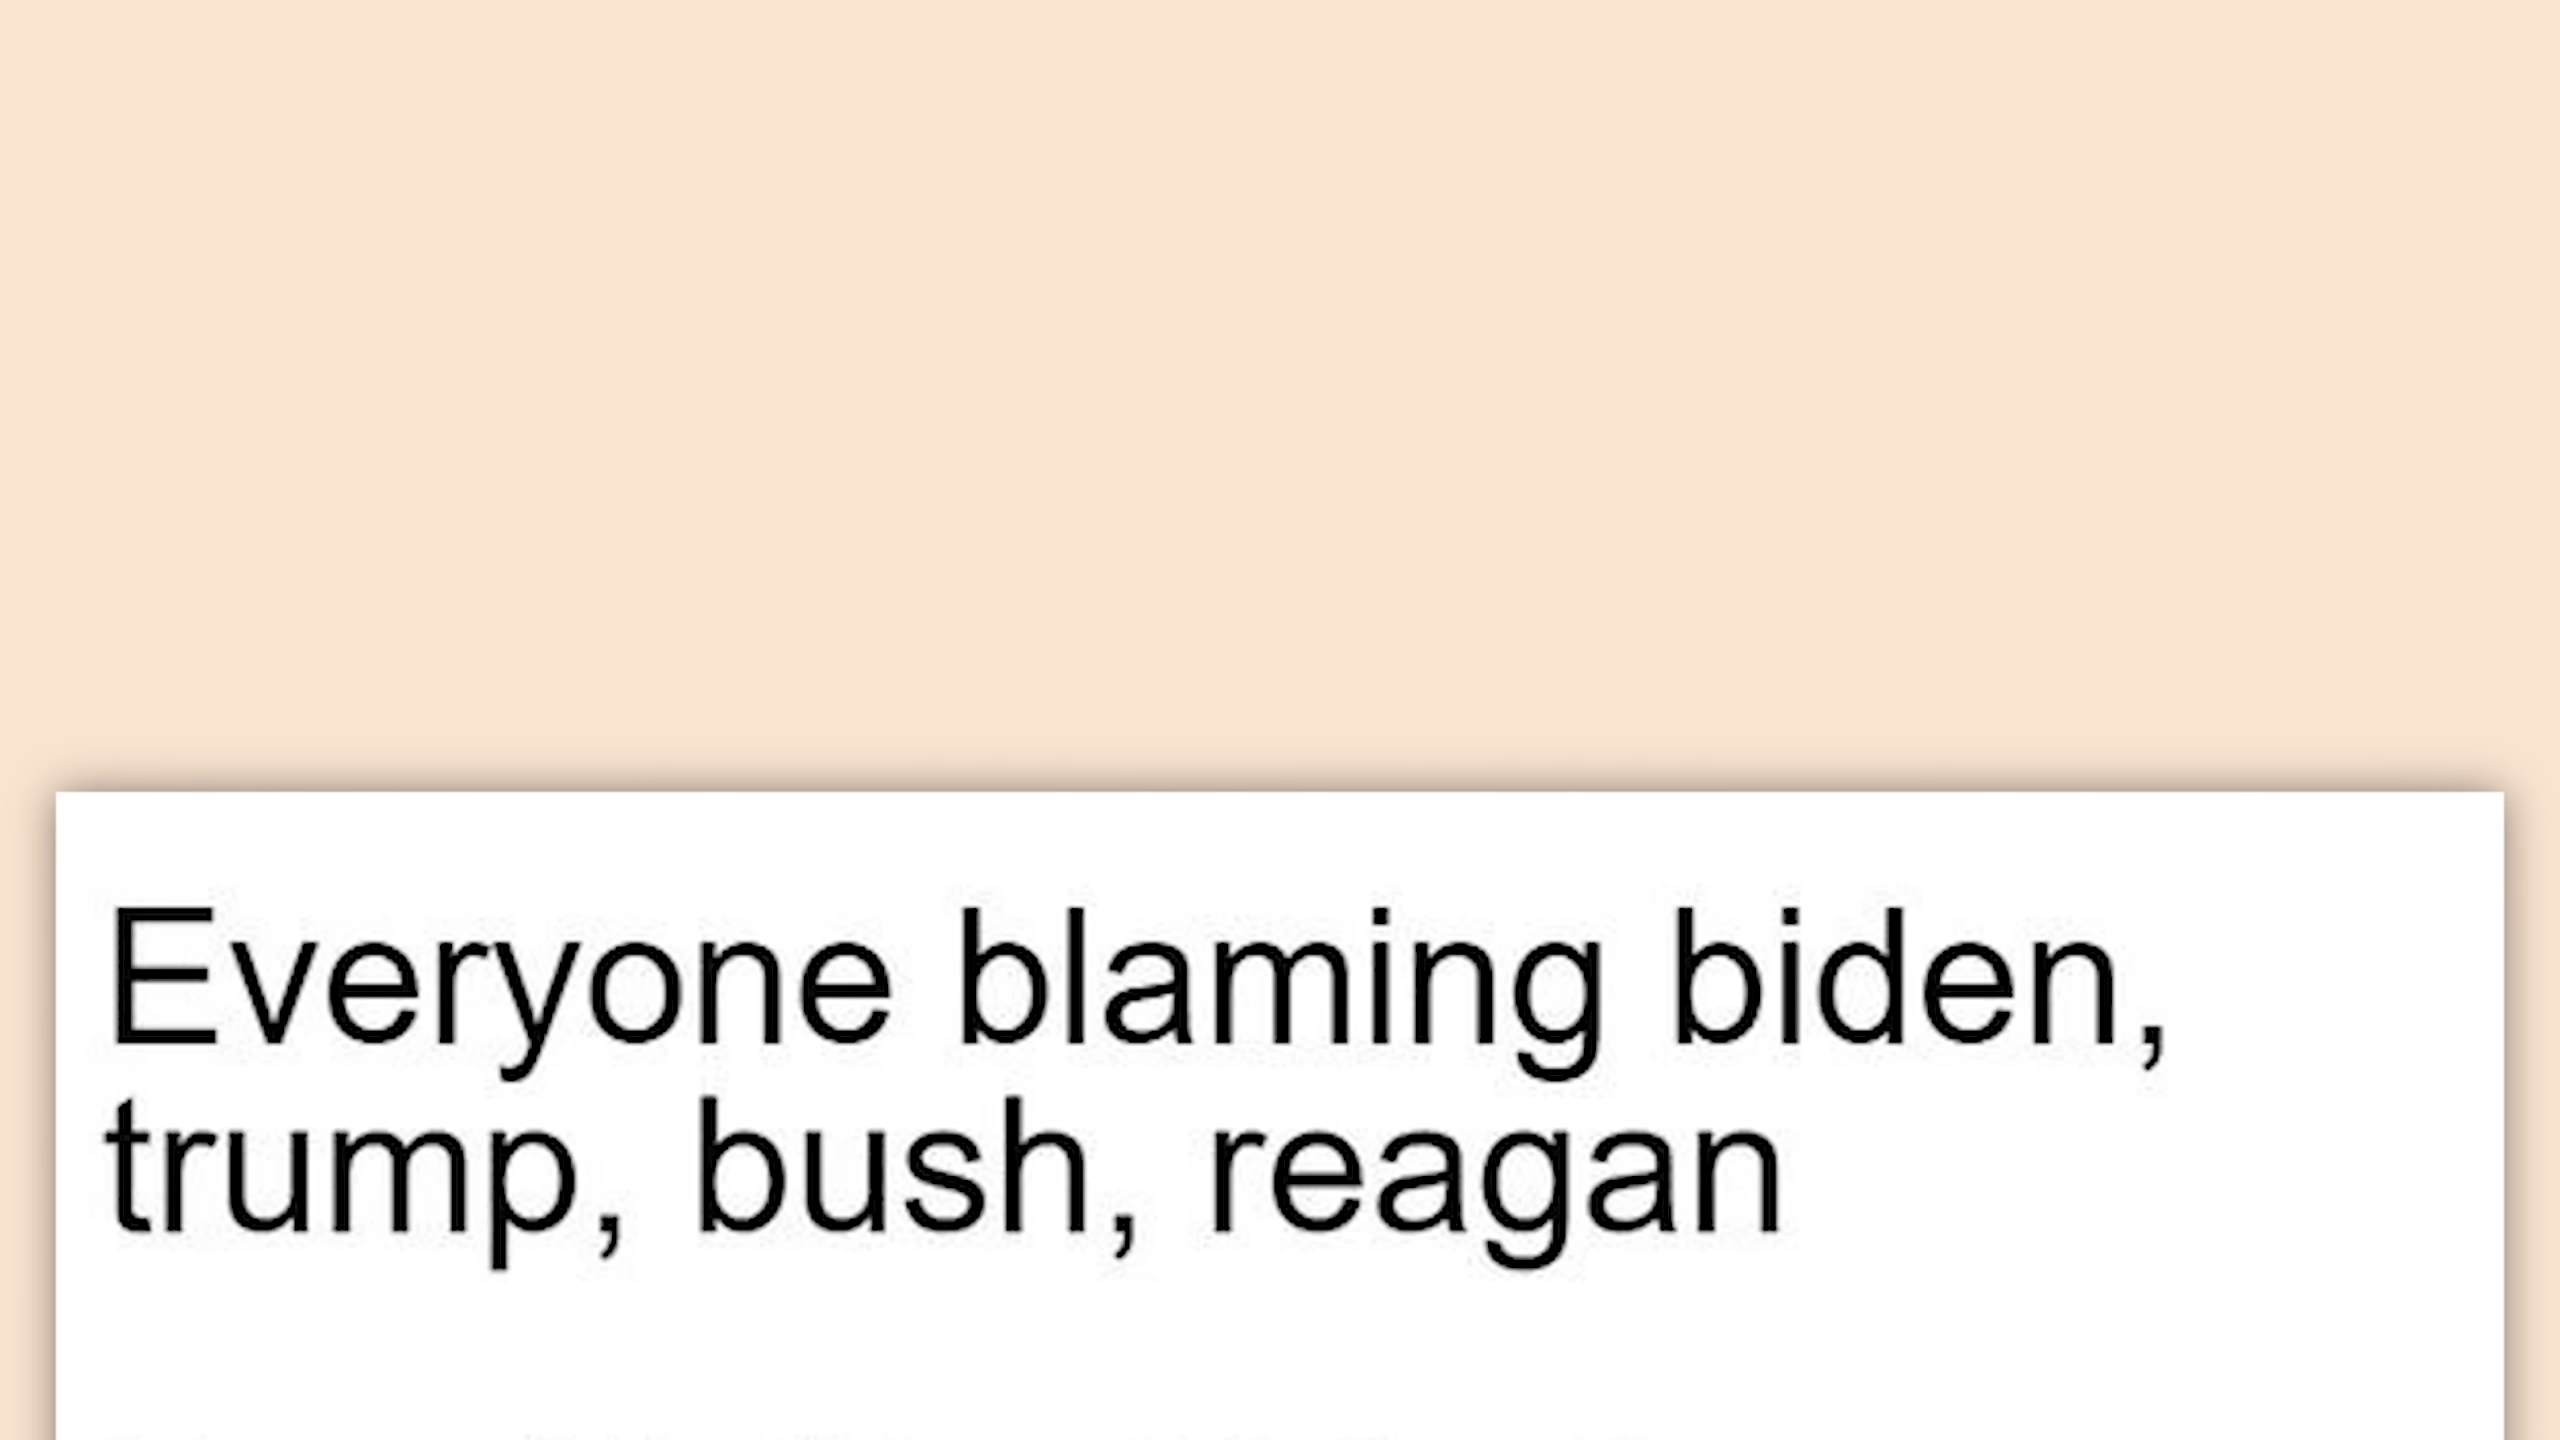 Everyone blaming biden,
trump, bush, reagan